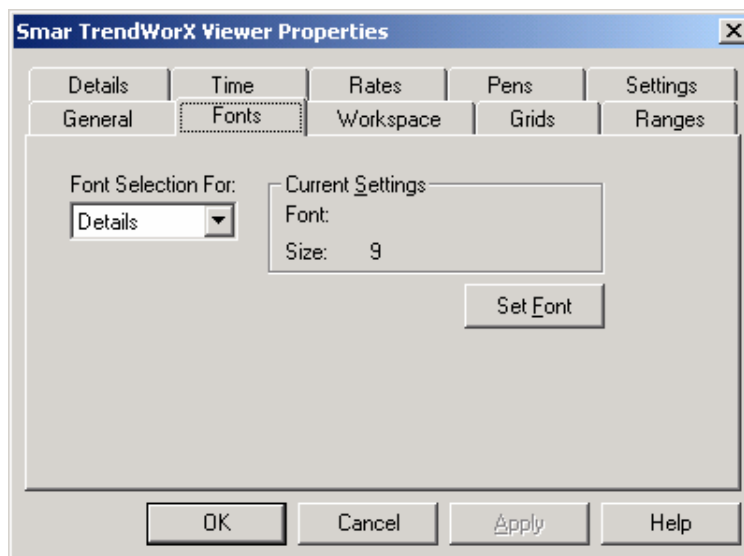 Smar TrendWorX Viewer Properties
Details Time Rates Pens Settings
General Fonts Workspace Grids Ranges
Font Selection For:
Details
Current Settings
Font:
Size: 9
Set Font
OK Cancel Apply Help